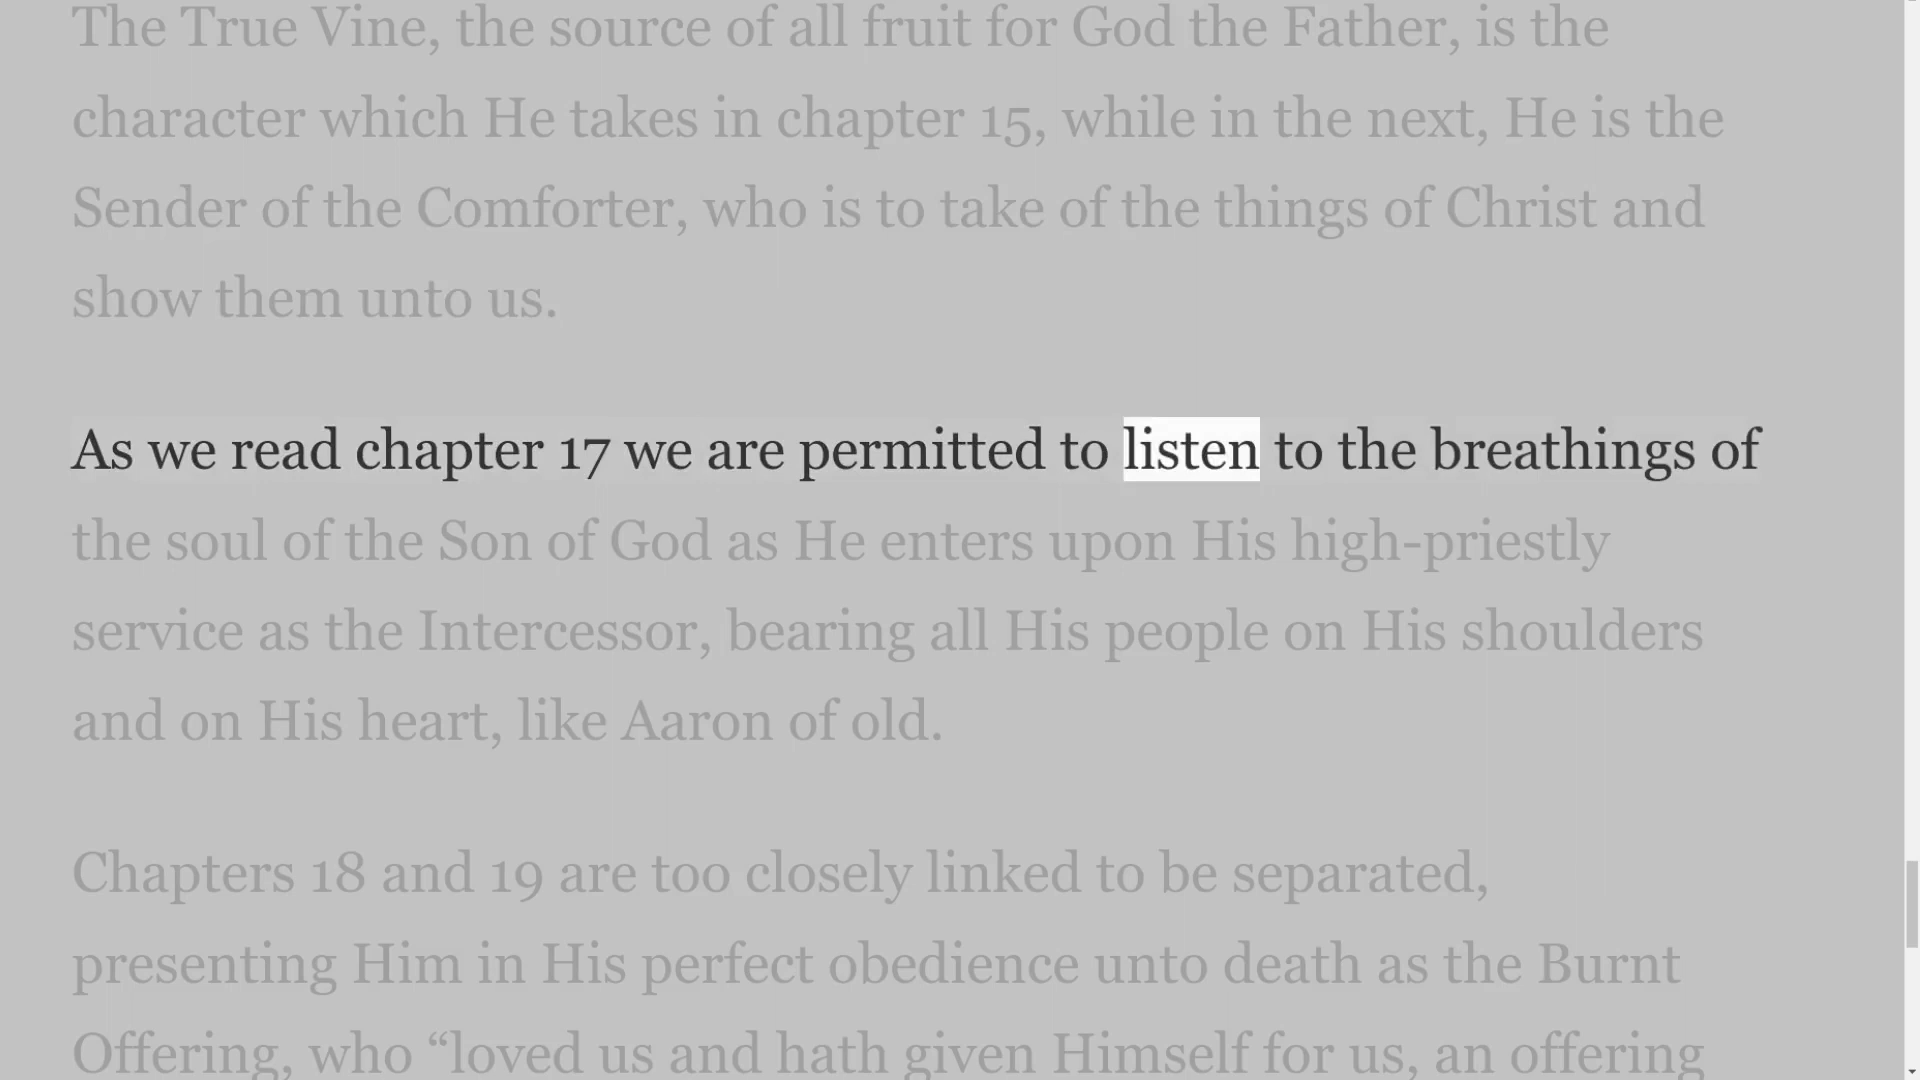 The True Vine, the source of all fruit for God the Father, is the
character which He takes in chapter 15, while in the next, He is the
Sender of the Comforter, who is to take of the things of Christ and
show them unto us.
As we read chapter 17 we are permitted to listen to the breathings of
the soul of the Son of God as He enters upon His high-priestly
service as the Intercessor, bearing all His people on His shoulders
and on His heart, like Aaron of old.
Chapters 18 and 19 are too closely linked to be separated,
presenting Him in His perfect obedience unto death as the Burnt
Offering, who “loved us and hath given Himself for us, an offering